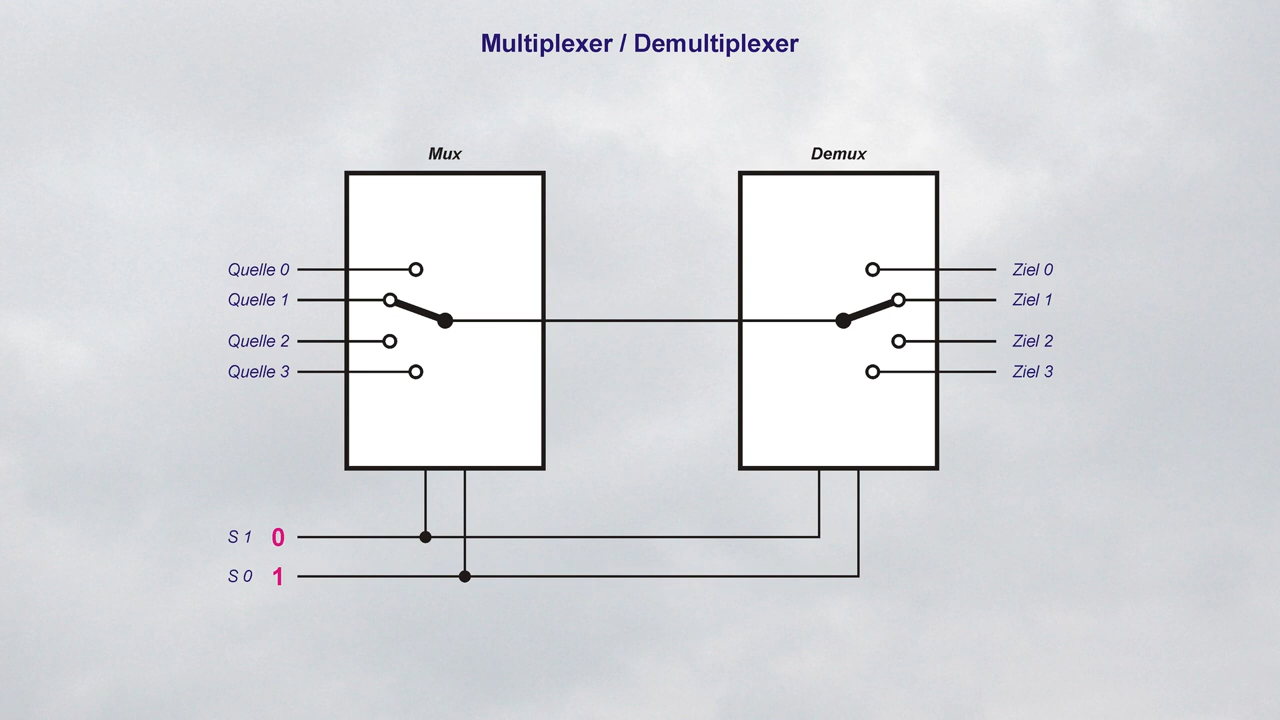 Multiplexer / Demultiplexer
Mux
Demux
Quelle 0
Quelle 1
Quelle 2
Quelle 3
Ziel 0
Ziel 1
Ziel 2
Ziel 3
S 1 0
S 0 1